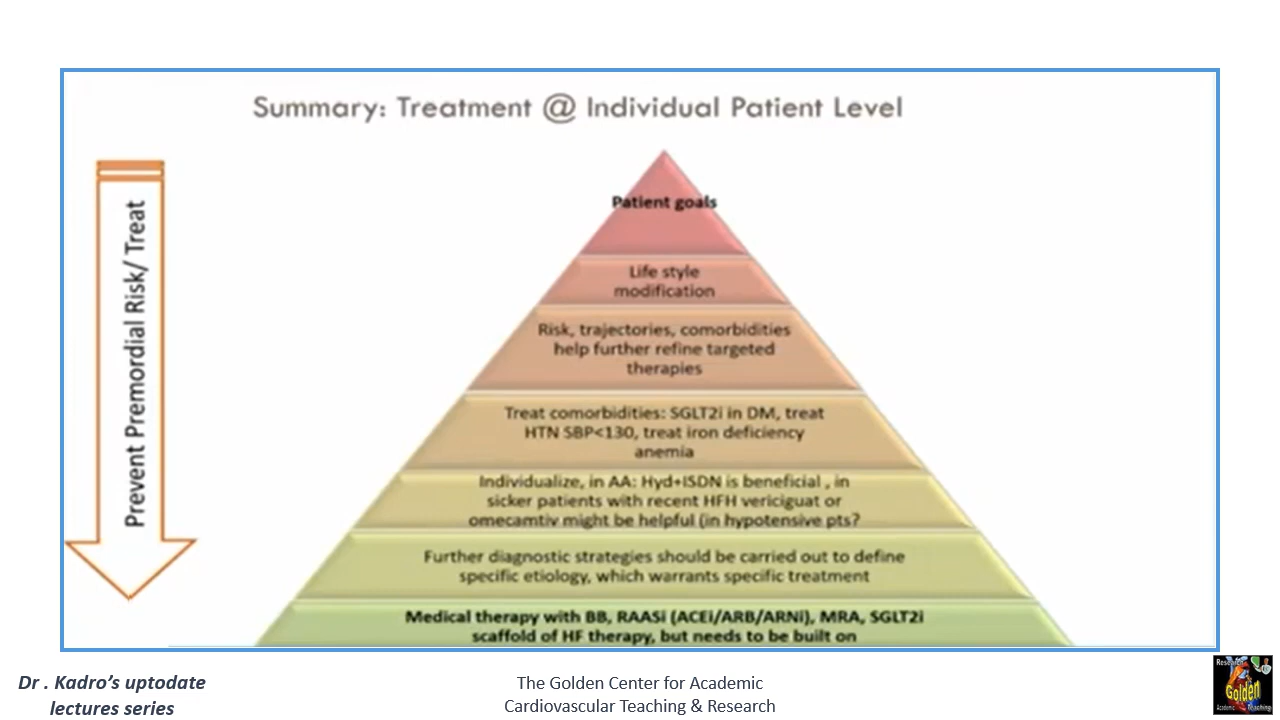 Summary: Treatment @ Individual Patient Level
Prevent Premordial Risk/ Treat
Patient goals
Life style
modification
Risk, trajectories, comorbidities
help further refine targeted
therapies
Treat comorbidities: SGLT2i in DM, treat
HTN SBP<130, treat iron deficiency
anemia
Individualize, in AA: Hyd+ISDN is beneficial , in
sicker patients with recent HFH vericiguat or
omecamtiv might be helpful (in hypotensive pts?
Further diagnostic strategies should be carried out to define
specific etiology, which warrants specific treatment
Medical therapy with BB, RAASi (ACEi/ARB/ARNi), MRA, SGLT2i
scaffold of HF therapy, but needs to be built on
Dr . Kadro's uptodate
lectures series
The Golden Center for Academic
Cardiovascular Teaching & Research
Research
Golden
Academic Teaching